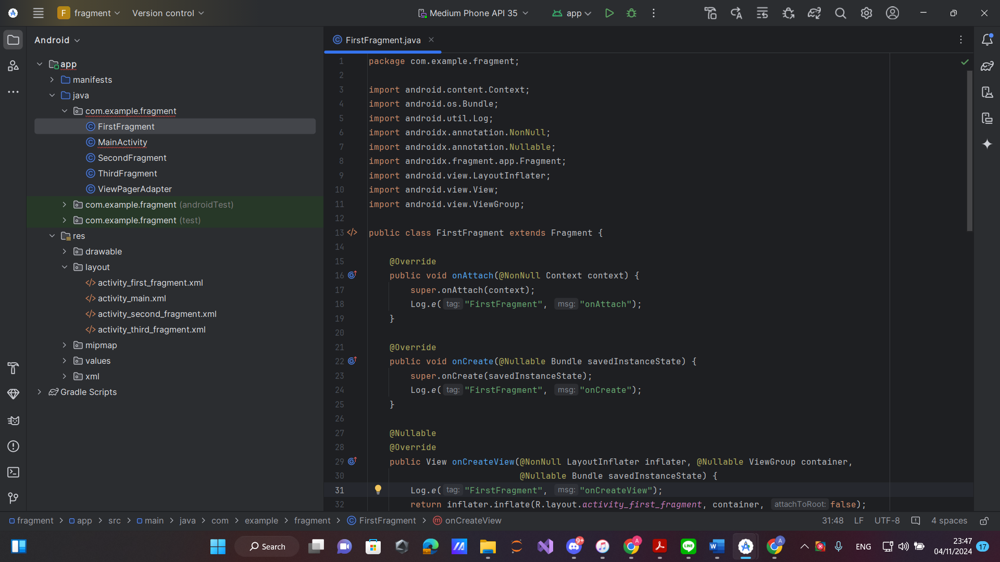 F fragment Version control Medium Phone API 35 app
Android
app
manifests
java
com.example.fragment
FirstFragment
MainActivity
SecondFragment
ThirdFragment
ViewPagerAdapter
com.example.fragment (androidTest)
com.example.fragment (test)
res
drawable
layout
activity_first_fragment.xml
activity_main.xml
activity_second_fragment.xml
activity_third_fragment.xml
mipmap
values
xml
Gradle Scripts
FirstFragment.java
1 package com.example.fragment;
2
3 import android.content.Context;
4 import android.os.Bundle;
5 import android.util.Log;
6 import androidx.annotation.NonNull;
7 import androidx.annotation.Nullable;
8 import androidx.fragment.app.Fragment;
9 import android.view.LayoutInflater;
10 import android.view.View;
11 import android.view.ViewGroup;
12
13 public class FirstFragment extends Fragment {
14
15 @Override
16 public void onAttach(@NonNull Context context) {
17 super.onAttach(context);
18 Log.e( tag: "FirstFragment", msg: "onAttach");
19 }
20
21 @Override
22 public void onCreate(@Nullable Bundle savedInstanceState) {
23 super.onCreate(savedInstanceState);
24 Log.e( tag: "FirstFragment", msg: "onCreate");
25 }
26
27 @Nullable
28 @Override
29 public View onCreateView(@NonNull LayoutInflater inflater, @Nullable ViewGroup container,
30 @Nullable Bundle savedInstanceState) {
31 Log.e( tag: "FirstFragment", msg: "onCreateView");
32 return inflater.inflate(R.layout.activity_first_fragment, container, attachToRoot: false);
fragment > app > src > main > java > com > example > fragment > FirstFragment > onCreateView 31:48 LF UTF-8 4 spaces
Search 9+ A LINE W A ENG 23:47
04/11/2024 17